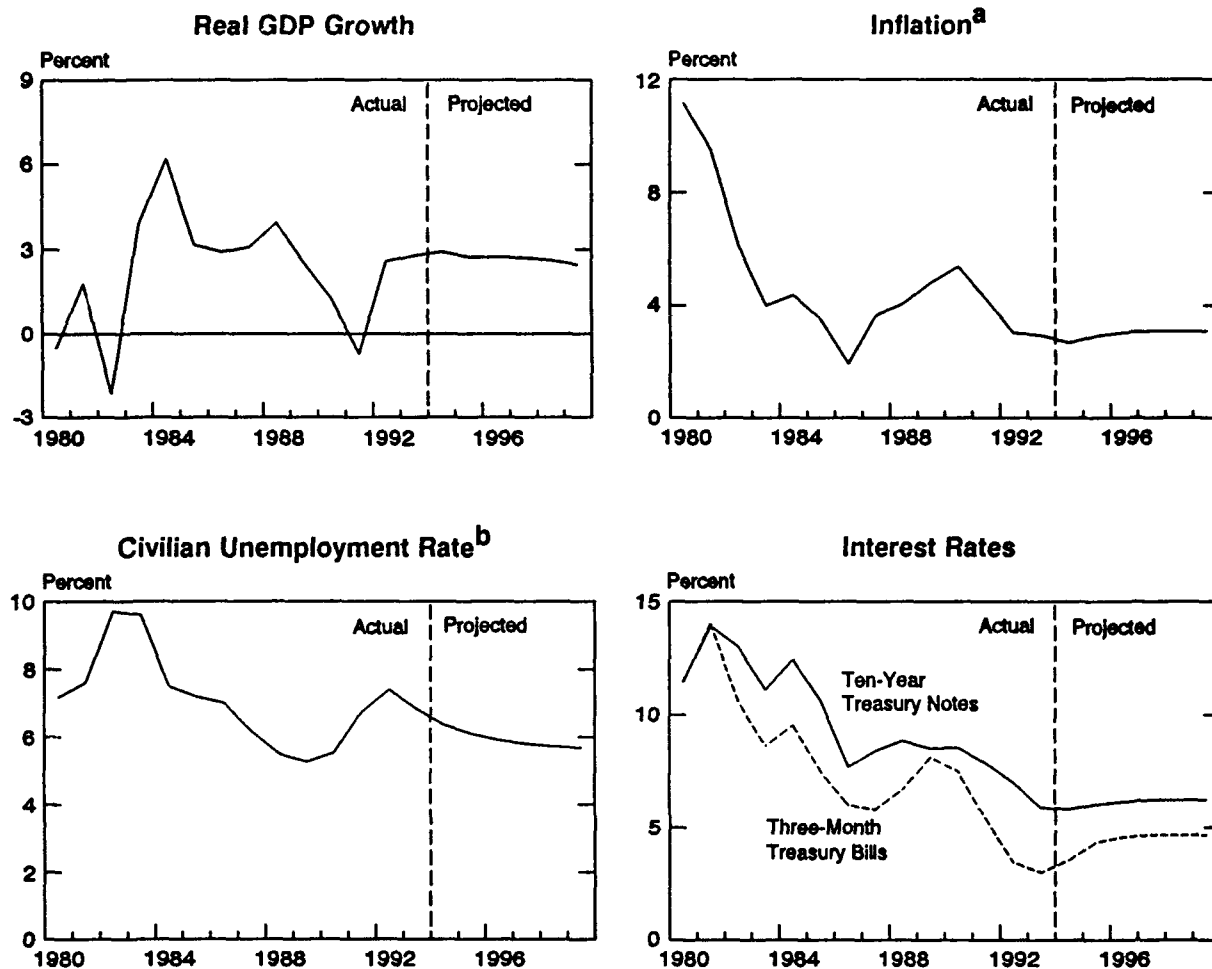 Real GDP Growth
Percent
9
6
3
0
-3
Actual
Projected
1980
1984
1988
1992
1996
Inflation a
Percent
12
8
4
0
Actual
Projected
1980
1984
1988
1992
1996
Civilian Unemployment Rate b
Percent
10
8
6
4
2
0
Actual
Projected
1980
1984
1988
1992
1996
Interest Rates
Percent
15
10
5
0
Actual
Projected
Ten-Year
Treasury Notes
Three-Month
Treasury Bills
1980
1984
1988
1992
1996